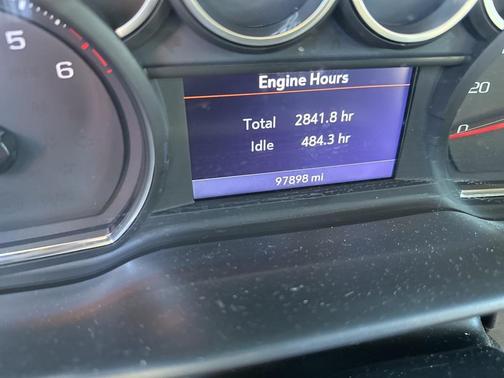 5
6
Engine Hours
Total 2841.8 hr
Idle 484.3 hr
97898 mi
20
0